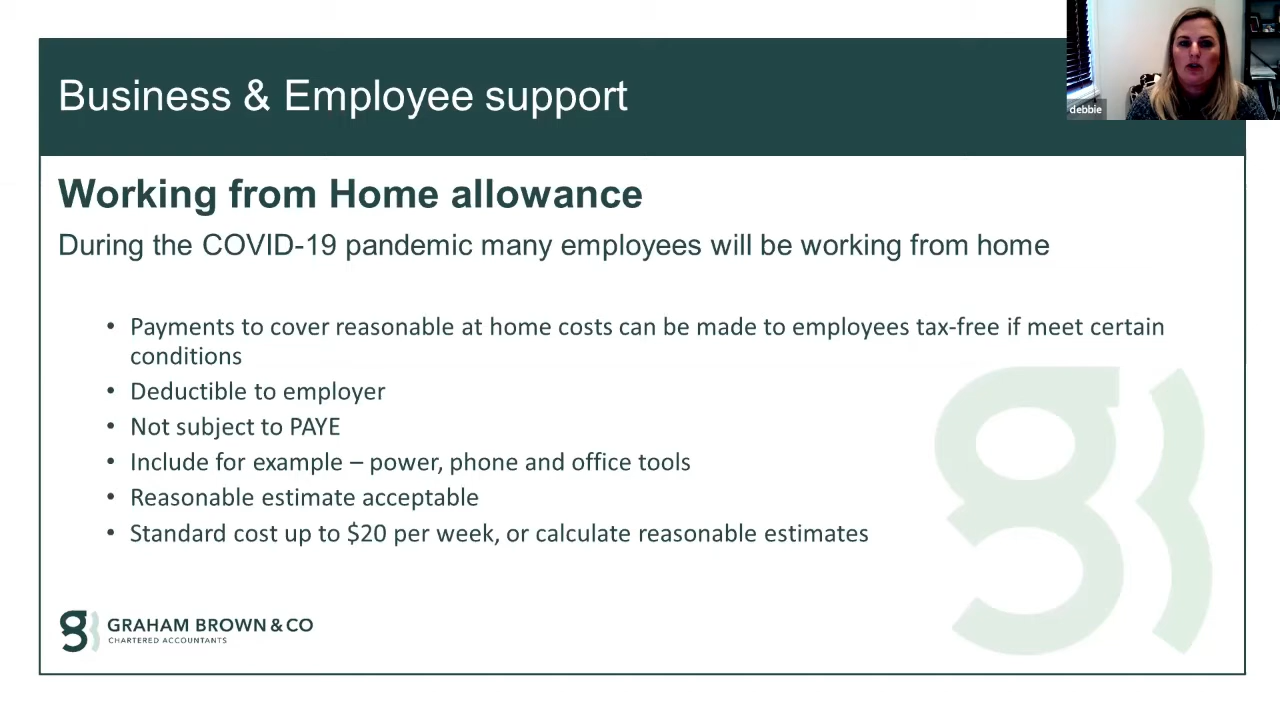 Business & Employee support
debbie
Working from Home allowance
During the COVID-19 pandemic many employees will be working from home
• Payments to cover reasonable at home costs can be made to employees tax-free if meet certain
conditions
• Deductible to employer
• Not subject to PAYE
• Include for example – power, phone and office tools
• Reasonable estimate acceptable
• Standard cost up to $20 per week, or calculate reasonable estimates
GRAHAM BROWN & CO
CHARTERED ACCOUNTANTS